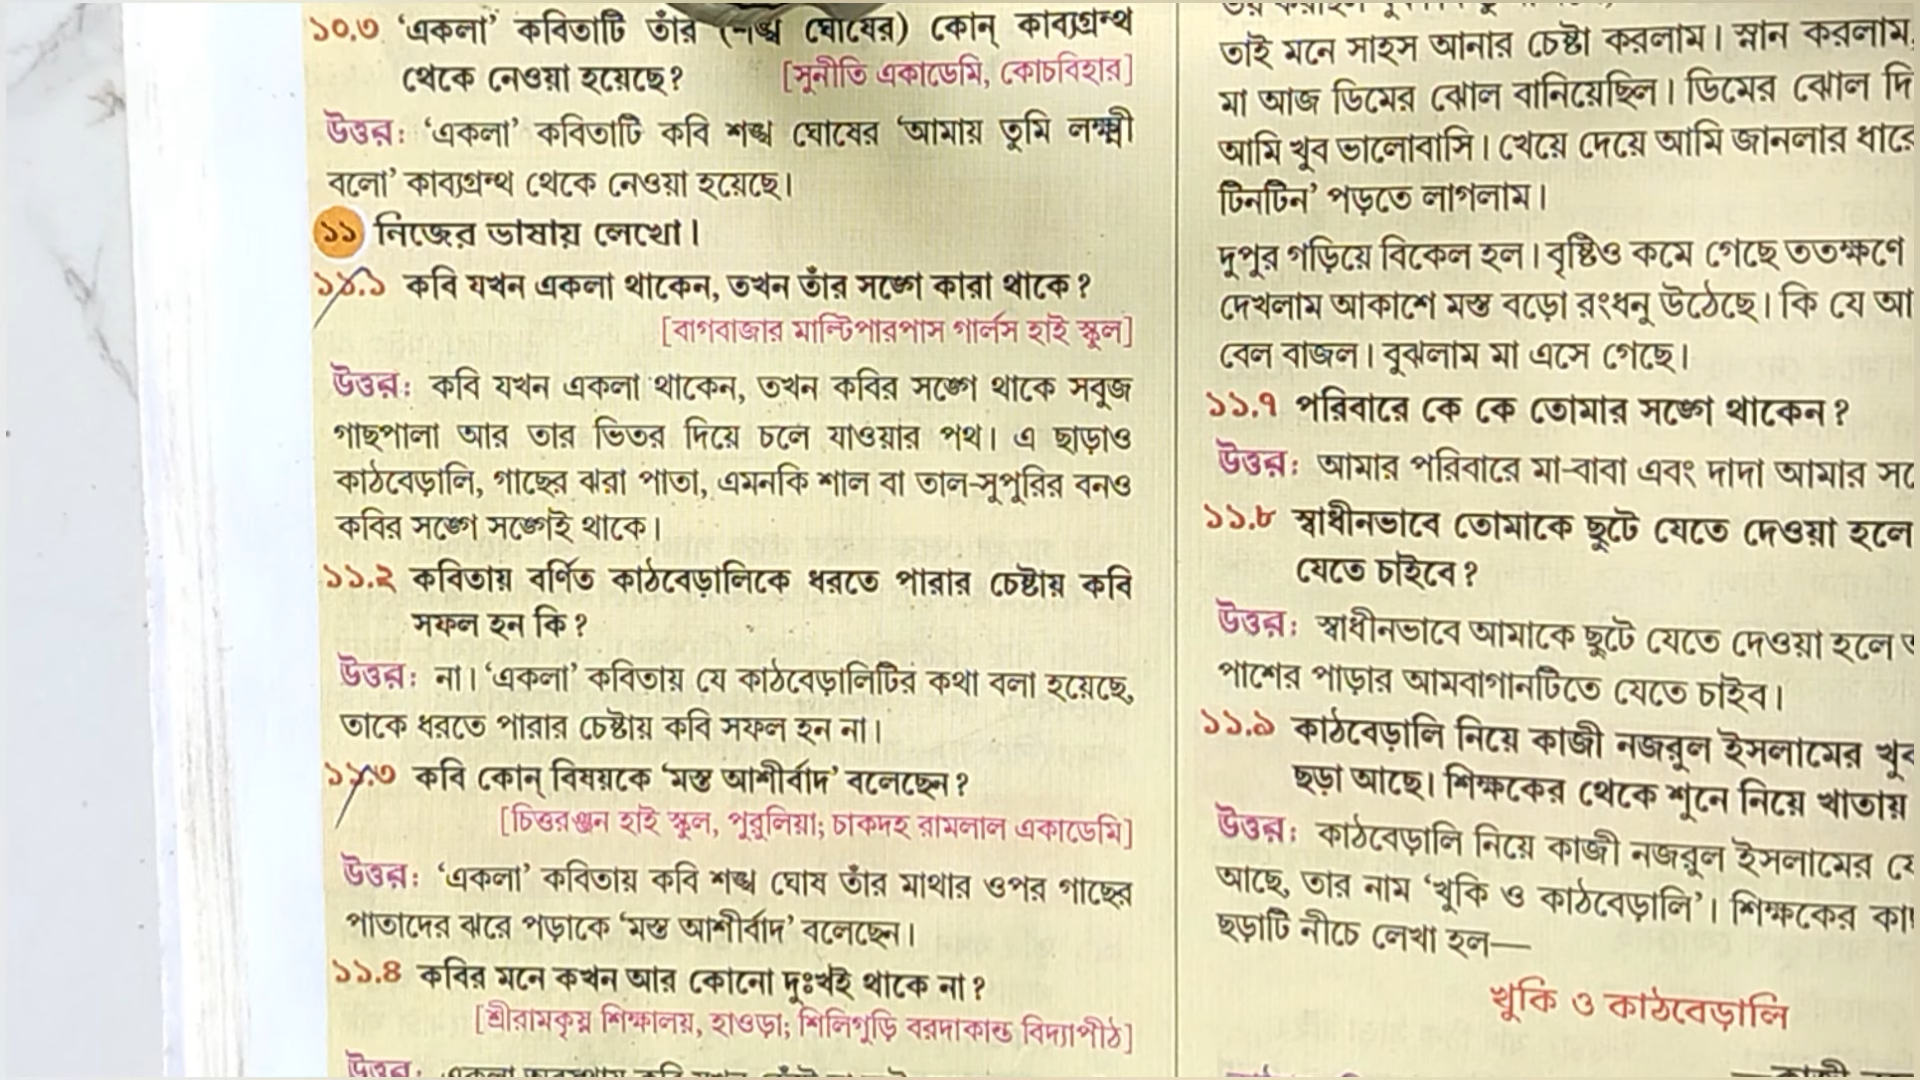 ১০.৩ ‘একলা’ কবিতাটি তাঁর (শঙ্খ ঘোষের) কোন্ কাব্যগ্রন্থ
থেকে নেওয়া হয়েছে? [সুনীতি একাডেমি, কোচবিহার]
উত্তর: ‘একলা’ কবিতাটি কবি শঙ্খ ঘোষের ‘আমায় তুমি লক্ষ্মী
বলো’ কাব্যগ্রন্থ থেকে নেওয়া হয়েছে।
১১ নিজের ভাষায় লেখো।
১১.১ কবি যখন একলা থাকেন, তখন তাঁর সঙ্গে কারা থাকে?
[বাগবাজার মাল্টিপারপাস গার্লস হাই স্কুল]
উত্তর: কবি যখন একলা থাকেন, তখন কবির সঙ্গে থাকে সবুজ
গাছপালা আর তার ভিতর দিয়ে চলে যাওয়ার পথ। এ ছাড়াও
কাঠবেড়ালি, গাছের ঝরা পাতা, এমনকি শাল বা তাল-সুপুরির বনও
কবির সঙ্গে সঙ্গেই থাকে।
১১.২ কবিতায় বর্ণিত কাঠবেড়ালিকে ধরতে পারার চেষ্টায় কবি
সফল হন কি?
উত্তর: না। ‘একলা’ কবিতায় যে কাঠবেড়ালিটির কথা বলা হয়েছে,
তাকে ধরতে পারার চেষ্টায় কবি সফল হন না।
১১.৩ কবি কোন্ বিষয়কে ‘মস্ত আশীর্বাদ’ বলেছেন?
[চিত্তরঞ্জন হাই স্কুল, পুরুলিয়া; চাকদহ রামলাল একাডেমি]
উত্তর: ‘একলা’ কবিতায় কবি শঙ্খ ঘোষ তাঁর মাথার ওপর গাছের
পাতাদের ঝরে পড়াকে ‘মস্ত আশীর্বাদ’ বলেছেন।
১১.৪ কবির মনে কখন আর কোনো দুঃখই থাকে না?
[শ্রীরামকৃষ্ণ শিক্ষালয়, হাওড়া; শিলিগুড়ি বরদাকান্ত বিদ্যাপীঠ]
উত্তর:
তাই মনে সাহস আনার চেষ্টা করলাম। স্নান করলাম,
মা আজ ডিমের ঝোল বানিয়েছিল। ডিমের ঝোল দি
আমি খুব ভালোবাসি। খেয়ে দেয়ে আমি জানলার ধারে
টিনটিন’ পড়তে লাগলাম।
দুপুর গড়িয়ে বিকেল হল। বৃষ্টিও কমে গেছে ততক্ষণে
দেখলাম আকাশে মস্ত বড়ো রংধনু উঠেছে। কি যে আ
বেল বাজল। বুঝলাম মা এসে গেছে।
১১.৭ পরিবারে কে কে তোমার সঙ্গে থাকেন?
উত্তর: আমার পরিবারে মা-বাবা এবং দাদা আমার
১১.৮ স্বাধীনভাবে তোমাকে ছুটে যেতে দেওয়া হলে
যেতে চাইবে?
উত্তর: স্বাধীনভাবে আমাকে ছুটে যেতে দেওয়া হলে
পাশের পাড়ার আমবাগানটিতে যেতে চাইব।
১১.৯ কাঠবেড়ালি নিয়ে কাজী নজরুল ইসলামের খুব
ছড়া আছে। শিক্ষকের থেকে শুনে নিয়ে খাতায়
উত্তর: কাঠবেড়ালি নিয়ে কাজী নজরুল ইসলামের যে
আছে, তার নাম ‘খুকি ও কাঠবেড়ালি’। শিক্ষকের কা
ছড়াটি নীচে লেখা হল—
খুকি ও কাঠবেড়ালি